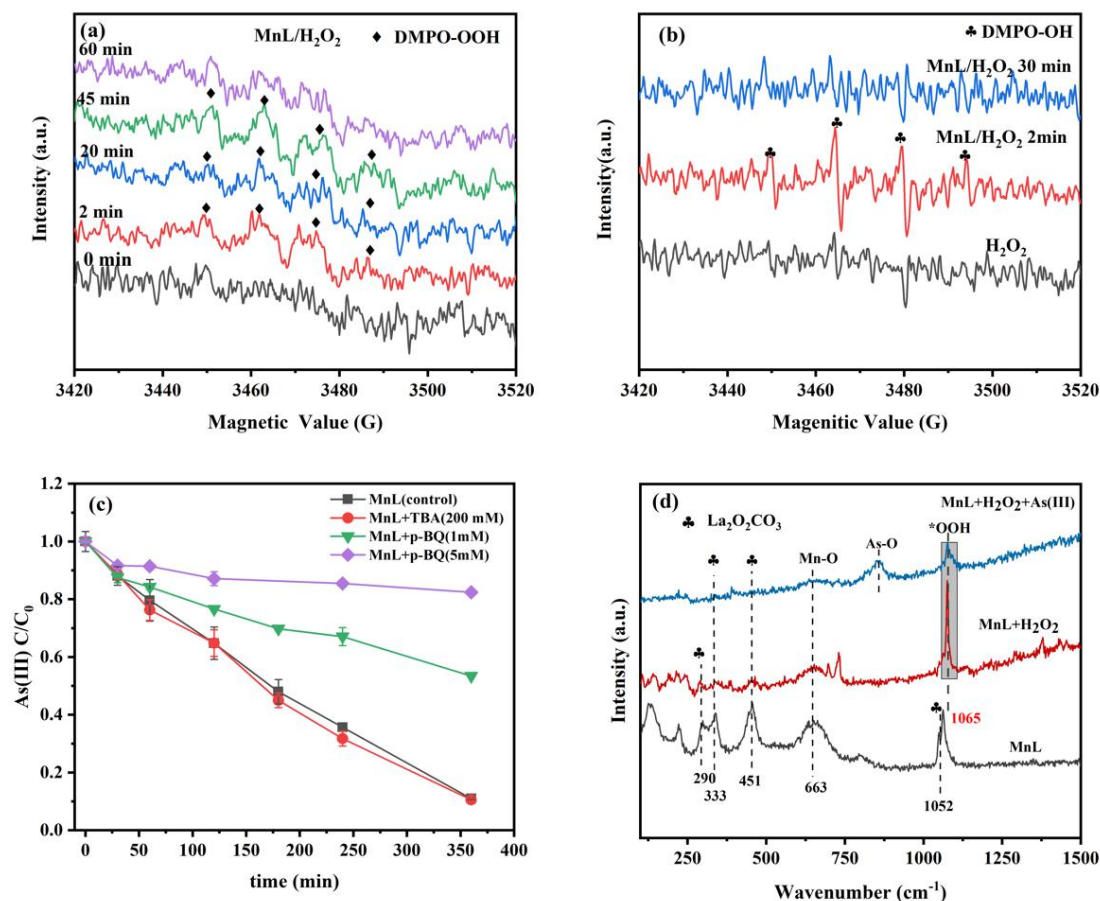 (a)
MnL/H₂O₂
♦ DMPO-OOH
60 min
45 min
20 min
2 min
0 min
Intensity (a.u.)
3420 3440 3460 3480 3500 3520
Magnetic Value (G)
(b)
♣ DMPO-OH
MnL/H₂O₂ 30 min
MnL/H₂O₂ 2min
H₂O₂
Intensity(a.u.)
3420 3440 3460 3480 3500 3520
Magenitic Value (G)
(c)
MnL(control)
MnL+TBA(200 mM)
MnL+p-BQ(1mM)
MnL+p-BQ(5mM)
1.2
1.0
0.8
0.6
0.4
0.2
0.0
As(III) C/C₀
0 50 100 150 200 250 300 350 400
time (min)
(d)
MnL+H₂O₂+As(III)
♣ La₂O₂CO₃
*OOH
As-O
Mn-O
MnL+H₂O₂
1065
MnL
290
333
451
663
1052
Intensity (a.u.)
250 500 750 1000 1250 1500
Wavenumber (cm⁻¹)